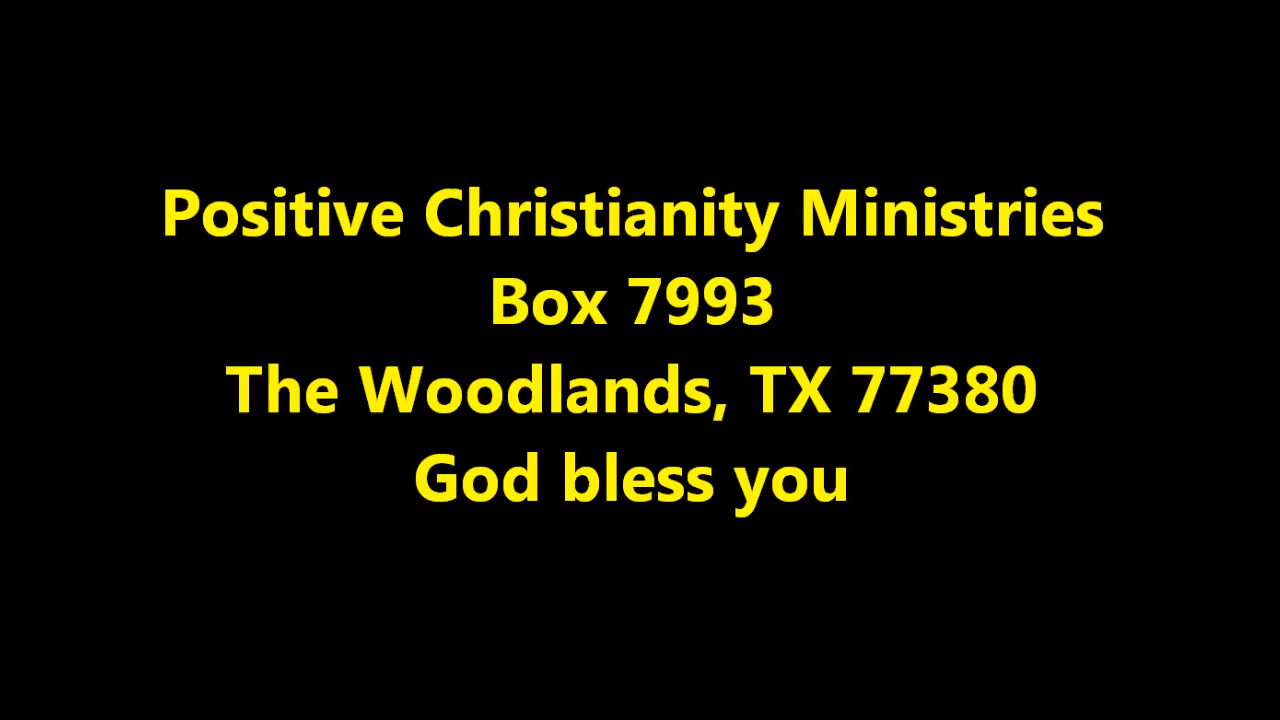 Positive Christianity Ministries
Box 7993
The Woodlands, TX 77380
God bless you